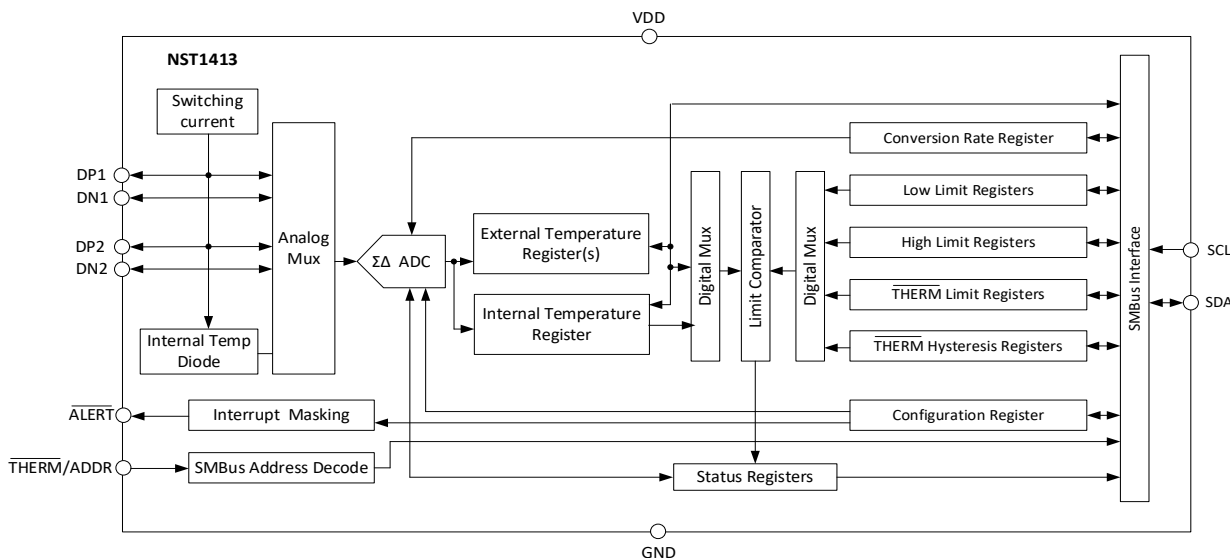 VDD
NST1413
Switching
current
Conversion Rate Register
DP1
DN1
DP2
DN2
Analog
Mux
ΣΔ ADC
External Temperature
Register(s)
Internal Temperature
Register
Digital Mux
Limit Comparator
Digital Mux
Low Limit Registers
High Limit Registers
THERM Limit Registers
THERM Hysteresis Registers
SMBus Interface
SCL
SDA
Internal Temp
Diode
ALERT
Interrupt Masking
Configuration Register
THERM/ADDR
SMBus Address Decode
Status Registers
GND